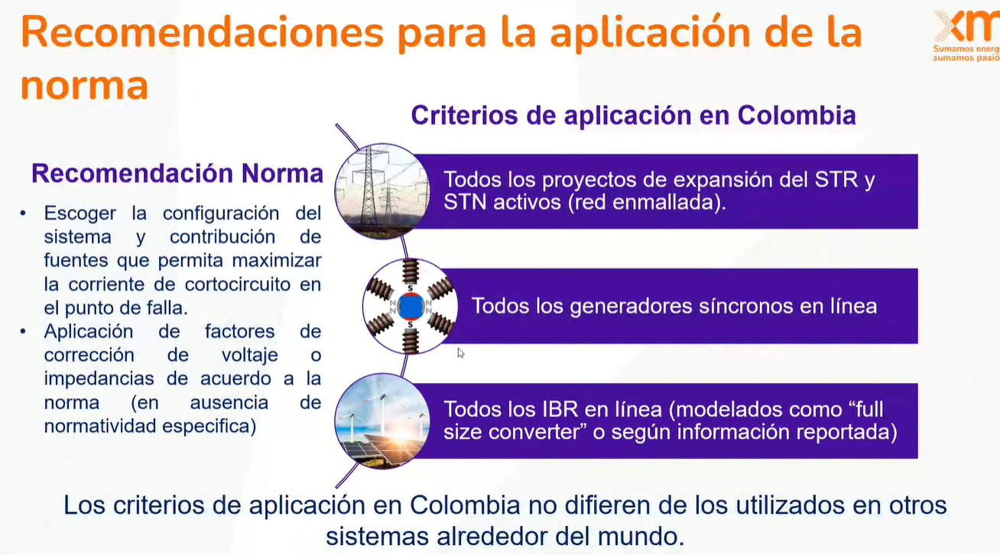 Recomendaciones para la aplicación de la
norma
xm
Sumamos energ
sumamos pasió
Recomendación Norma
• Escoger la configuración del
sistema y contribución de
fuentes que permita maximizar
la corriente de cortocircuito en
el punto de falla.
• Aplicación de factores de
corrección de voltaje o
impedancias de acuerdo a la
norma (en ausencia de
normatividad especifica)
Criterios de aplicación en Colombia
Todos los proyectos de expansión del STR y
STN activos (red enmallada).
S
N N
N N
S
Todos los generadores síncronos en línea
Todos los IBR en línea (modelados como “full
size converter” o según información reportada)
Los criterios de aplicación en Colombia no difieren de los utilizados en otros
sistemas alrededor del mundo.